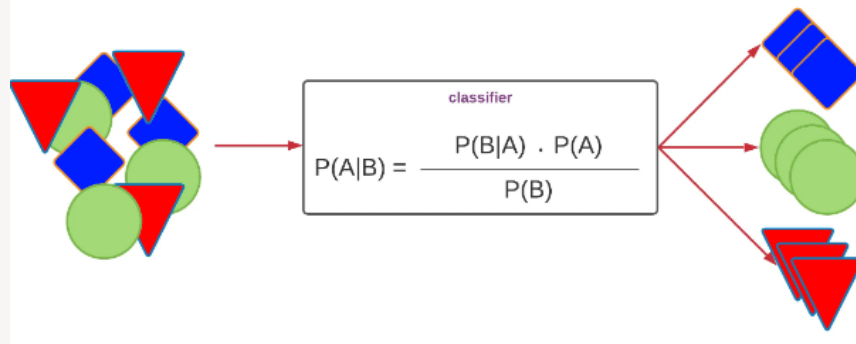 classifier
P(A|B) = P(B|A) . P(A)
P(B)